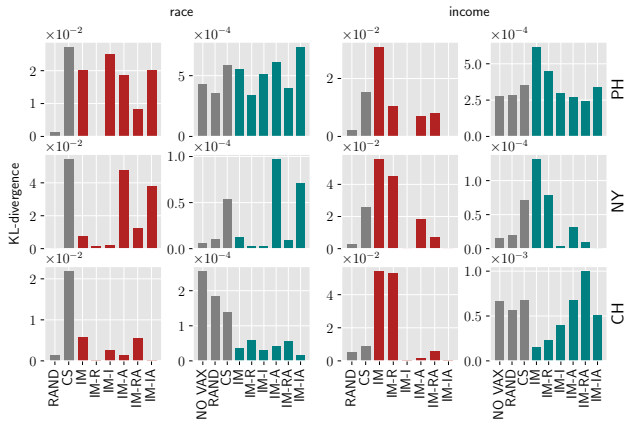 race income
×10⁻² ×10⁻⁴ ×10⁻² ×10⁻⁴
2 1 0
5 0
2 0
5.0 2.5 0.0
PH
×10⁻² ×10⁻⁴ ×10⁻² ×10⁻⁴
4 2 0
1.0 0.5 0.0
4 2 0
1.0 0.5 0.0
NY
KL-divergence
×10⁻² ×10⁻⁴ ×10⁻² ×10⁻³
2 1 0
2 0
4 2 0
1.0 0.5 0.0
CH
RAND CS IM IM-R IM-I IM-A IM-RA IM-IA
NO VAX RAND CS IM IM-R IM-I IM-A IM-RA IM-IA
RAND CS IM IM-R IM-I IM-A IM-RA IM-IA
NO VAX RAND CS IM IM-R IM-I IM-A IM-RA IM-IA